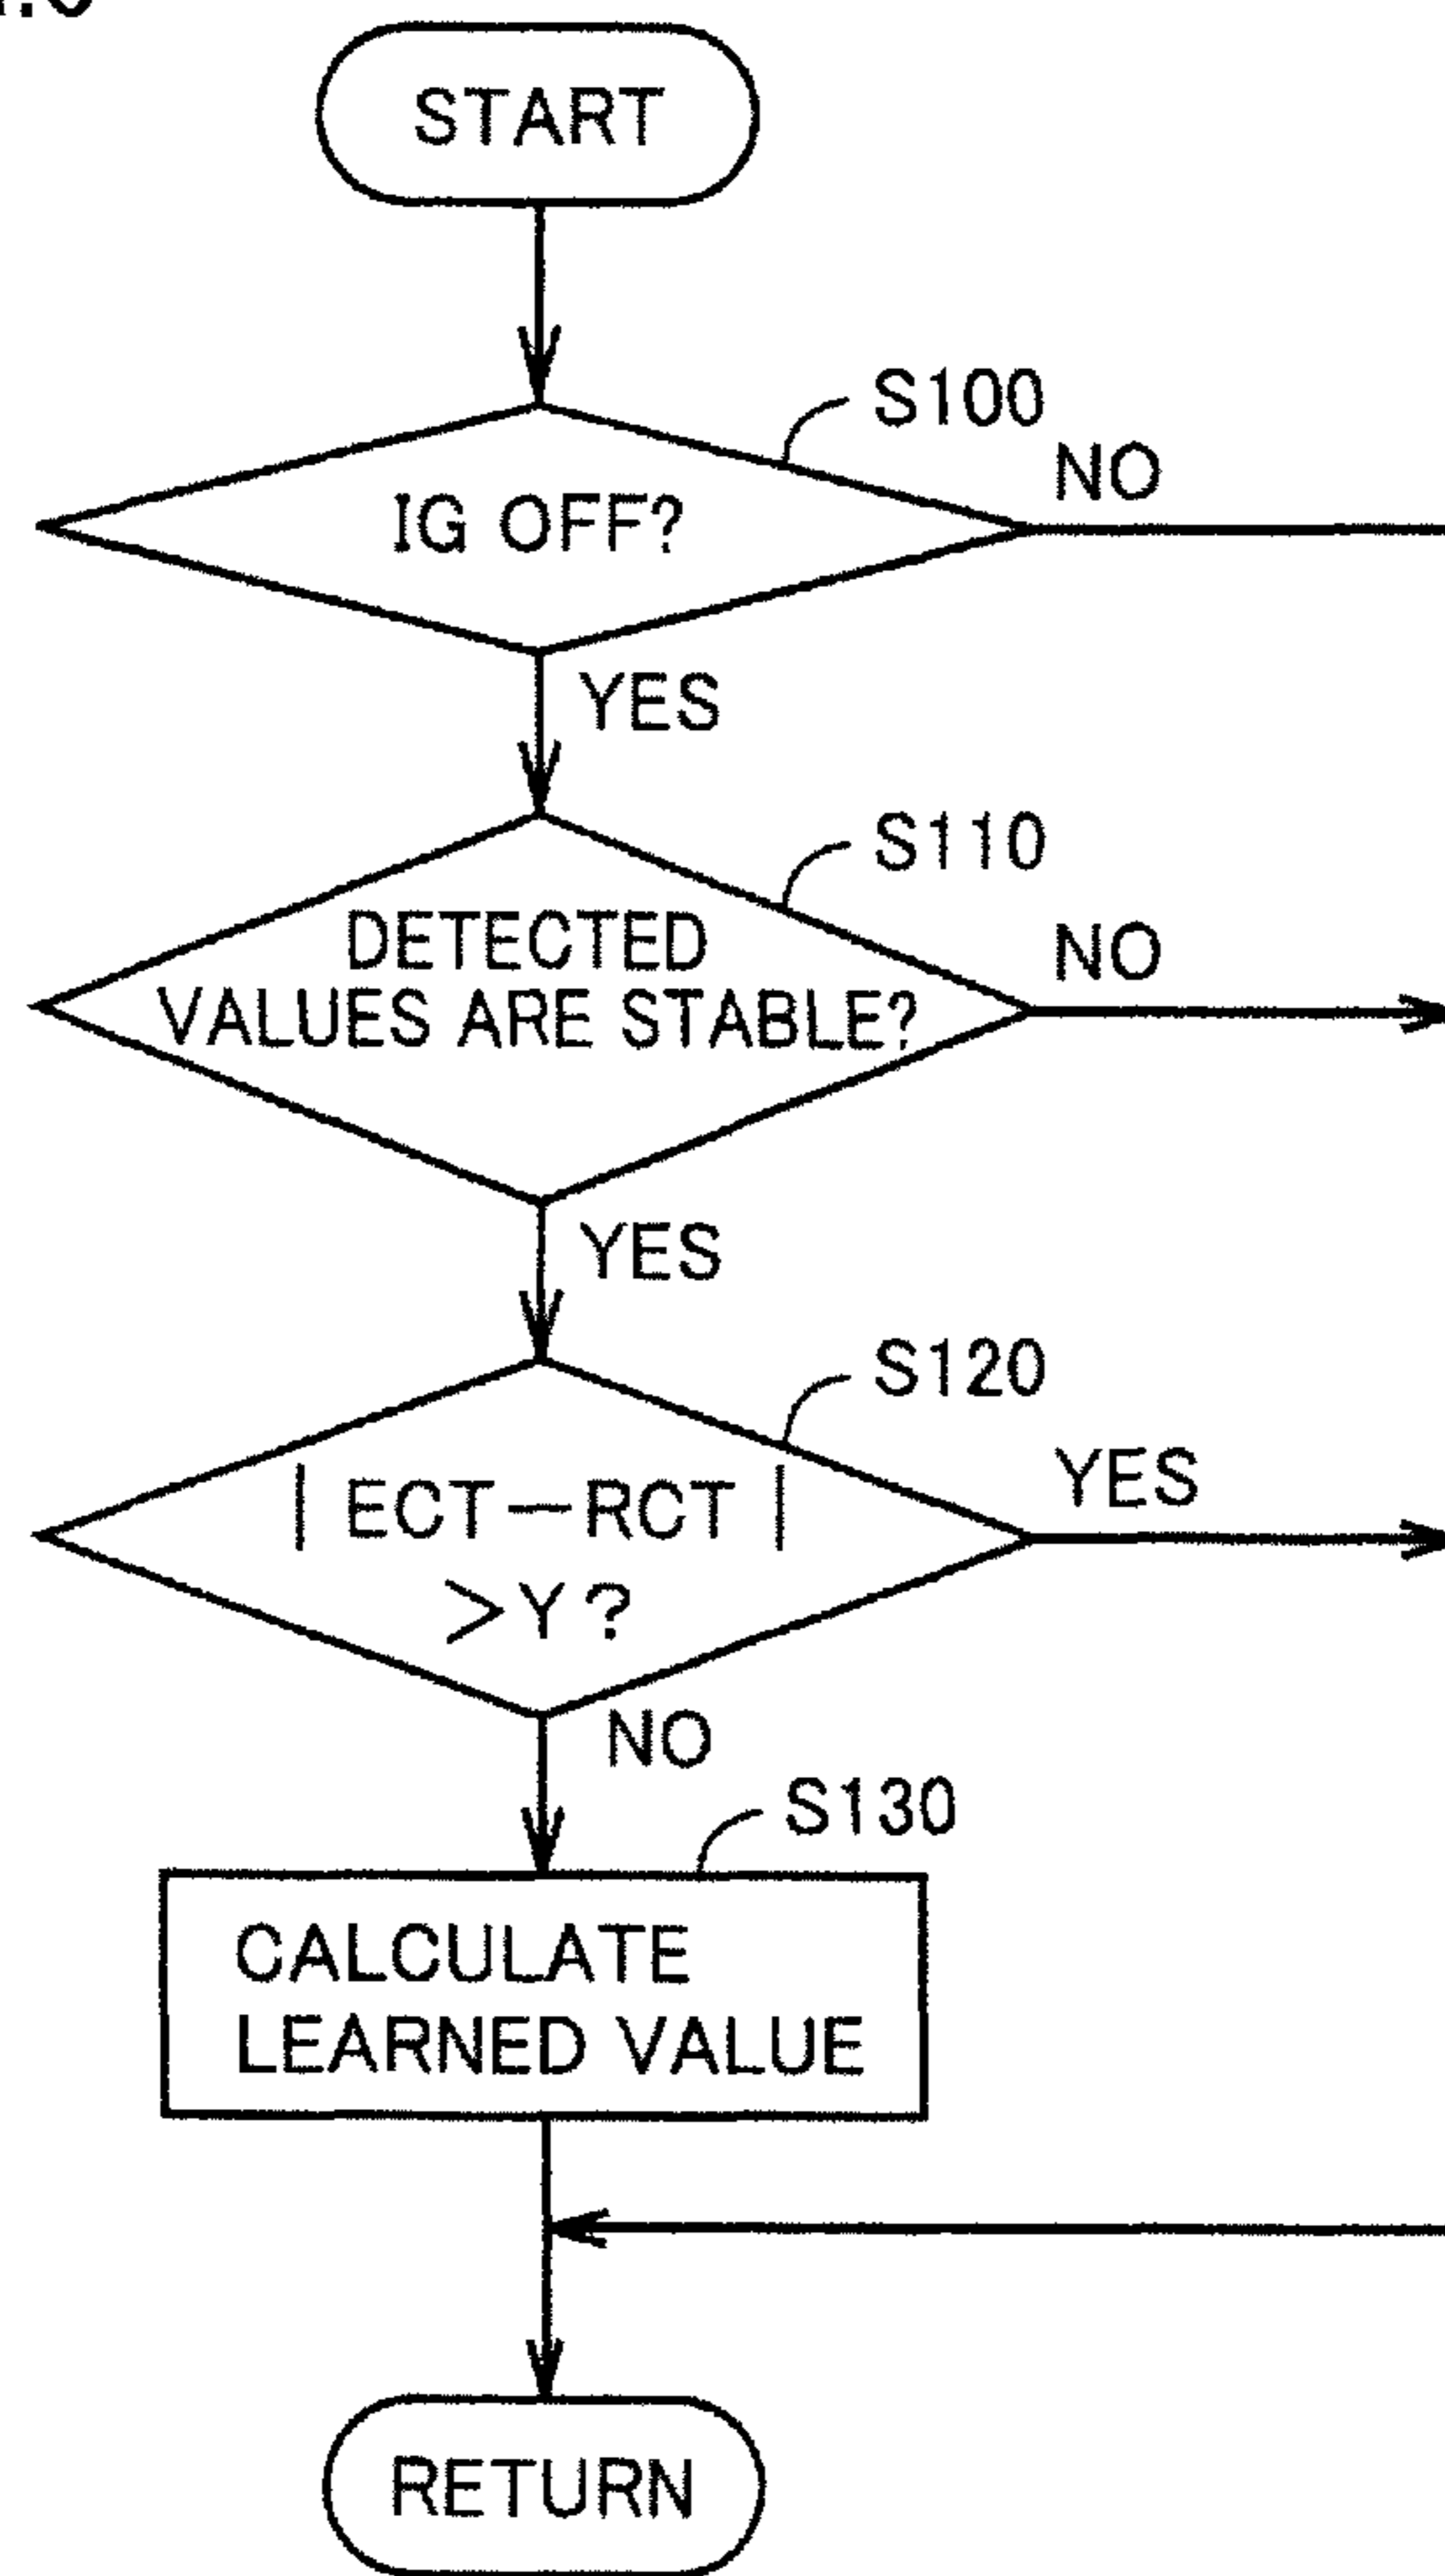 START
S100
IG OFF?
NO
YES
S110
DETECTED
VALUES ARE STABLE?
NO
YES
S120
| ECT—RCT |
>Y?
YES
NO
S130
CALCULATE
LEARNED VALUE
RETURN